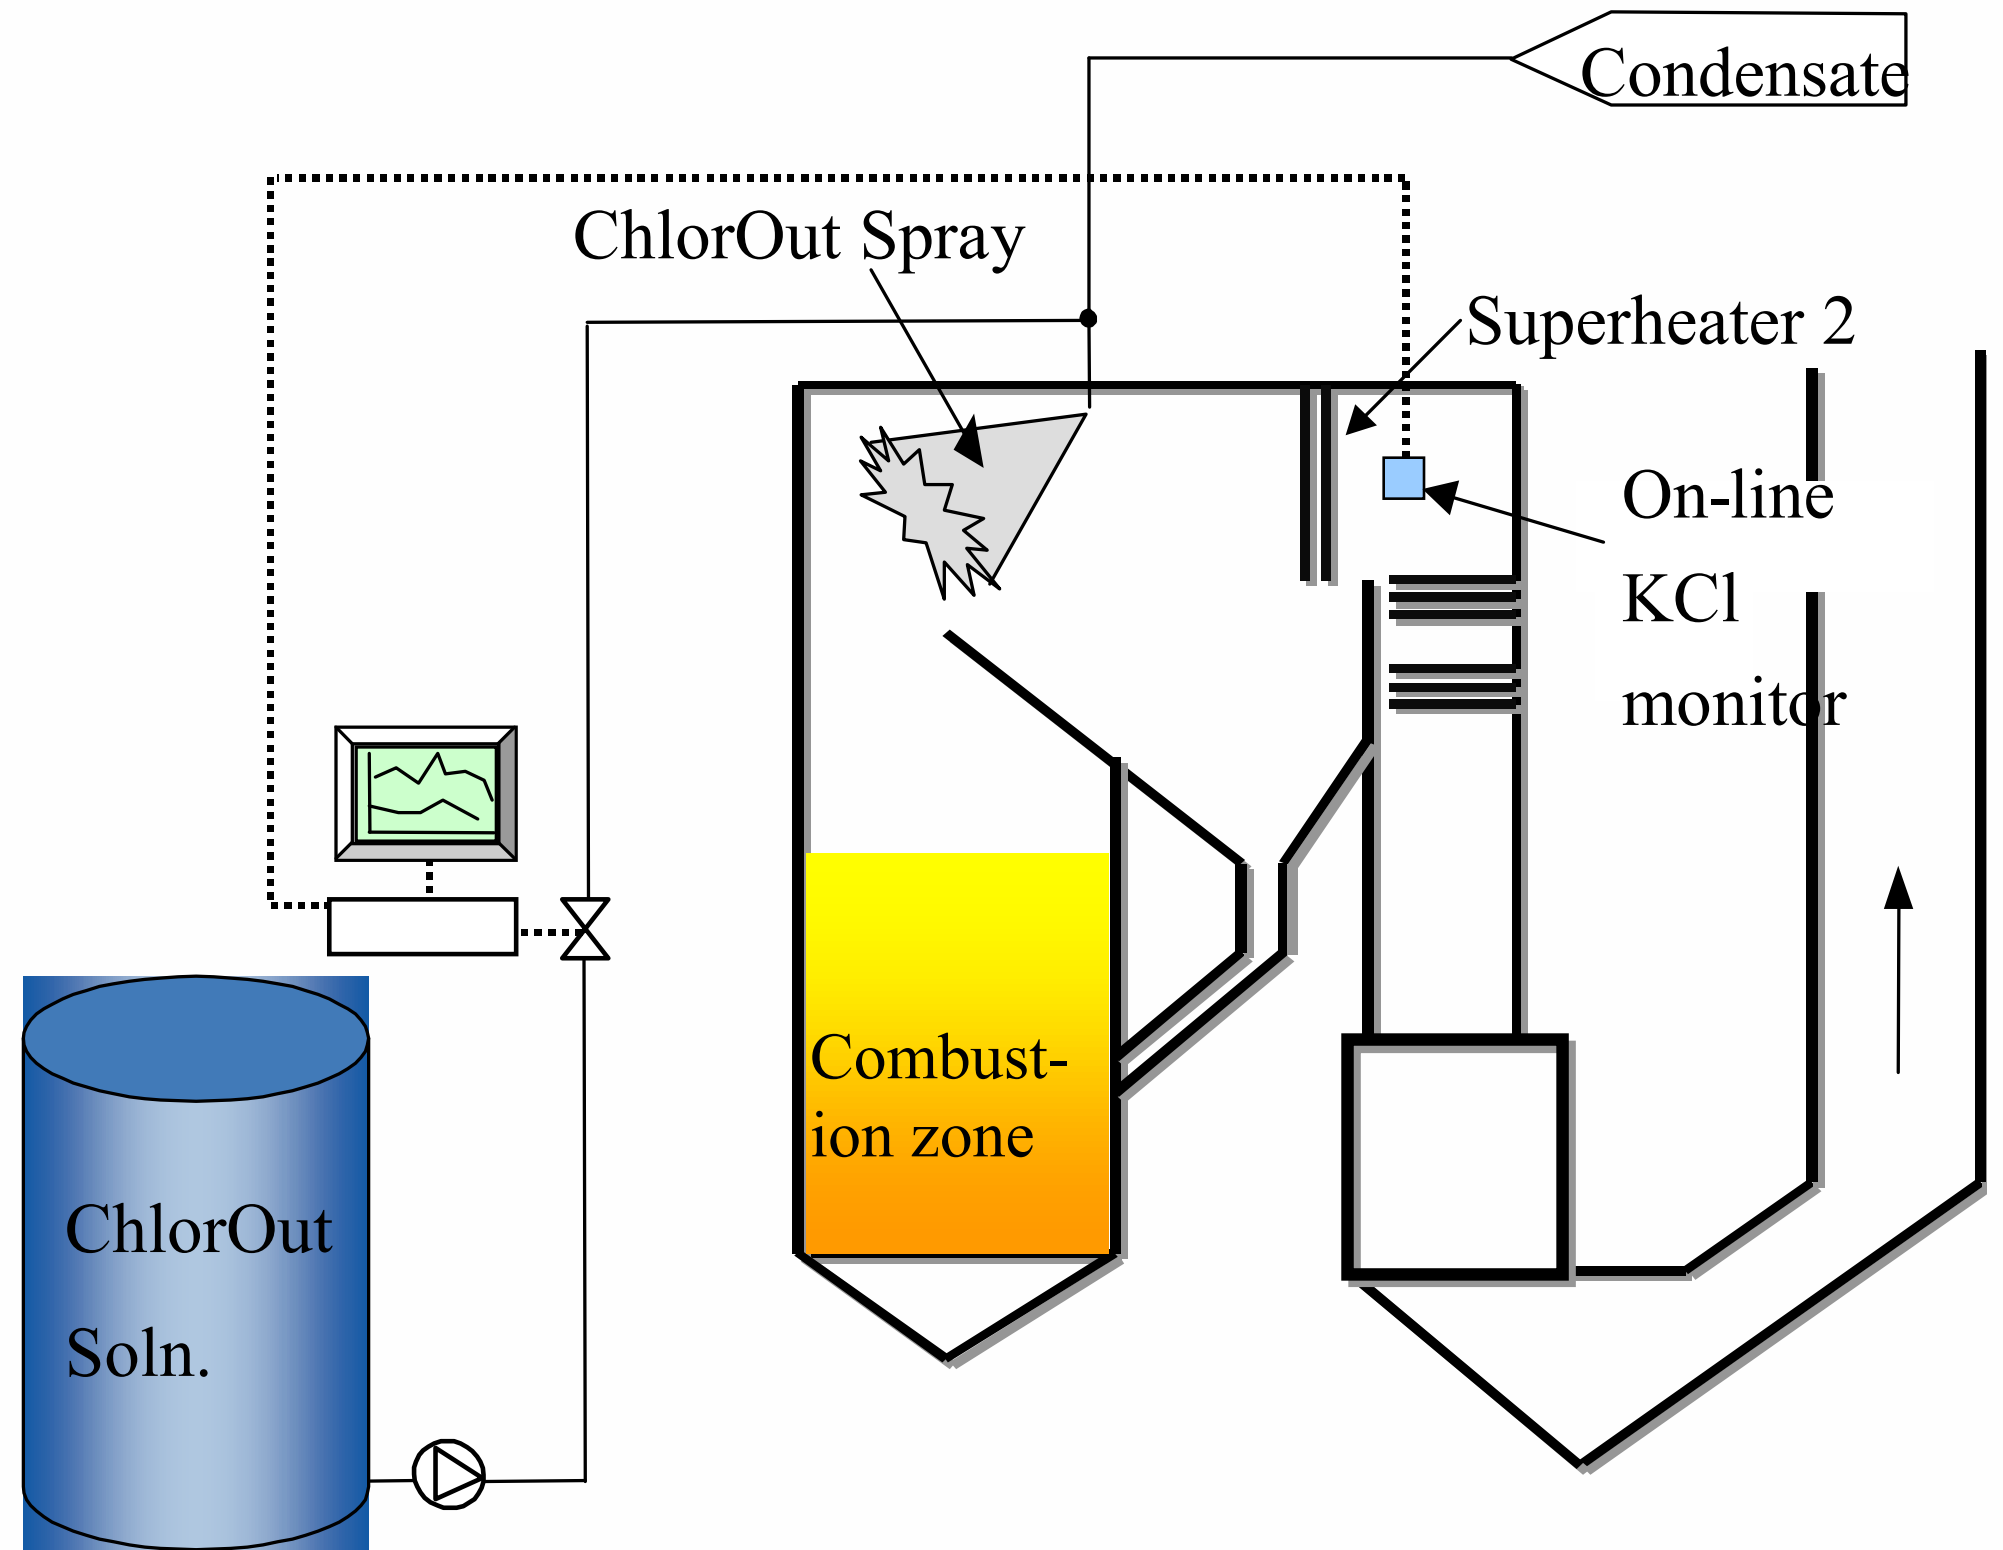 Condensate
ChlorOut Spray
Superheater 2
On-line
KCl
monitor
Combust-
ion zone
ChlorOut
Soln.